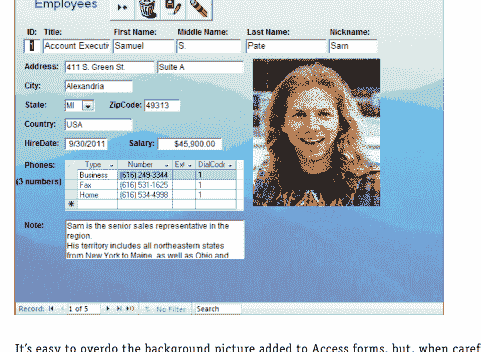 Employees
ID: Title: First Name: Middle Name: Last Name: Nickname:
1 Account Executiv Samuel S. Pate Sam
Address: 411 S. Green St. Suite A
City: Alexandria
State: MI ZipCode: 49313
Country: USA
HireDate: 9/30/2011 Salary: $45,900.00
Phones: Type Number Ext DialCode
(3 numbers) Business (616) 249-3344 1
Fax (616) 531-1625 1
Home (616) 534-4998 1
Note: Sam is the senior sales representative in the
region.
His territory includes all northeastern states
from New York to Maine, as well as Ohio and
Record: 1 of 5 No Filter Search
It's easy to overdo the background picture added to Access forms, but, when caref